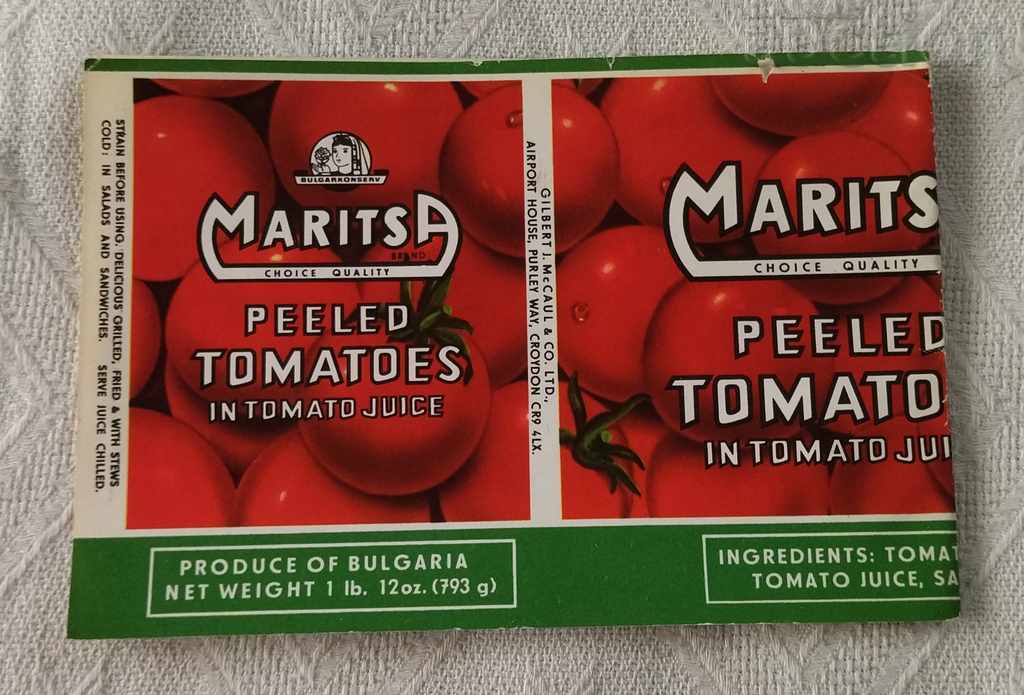 STRAIN BEFORE USING. DELICIOUS GRILLED, FRIED & WITH STEWS
COLD: IN SALADS AND SANDWICHES. SERVE JUICE CHILLED.
BULGARKONSERV
MARITSA
BRAND
CHOICE QUALITY
PEELED
TOMATOES
IN TOMATO JUICE
PRODUCE OF BULGARIA
NET WEIGHT 1 lb. 12oz. (793 g)
GILBERT J. McCAUL & CO. LTD.,
AIRPORT HOUSE, PURLEY WAY, CROYDON CR9 4LX.
MARITS
CHOICE QUALITY
PEELED
TOMATO
IN TOMATO JUI
INGREDIENTS: TOMAT
TOMATO JUICE, SA